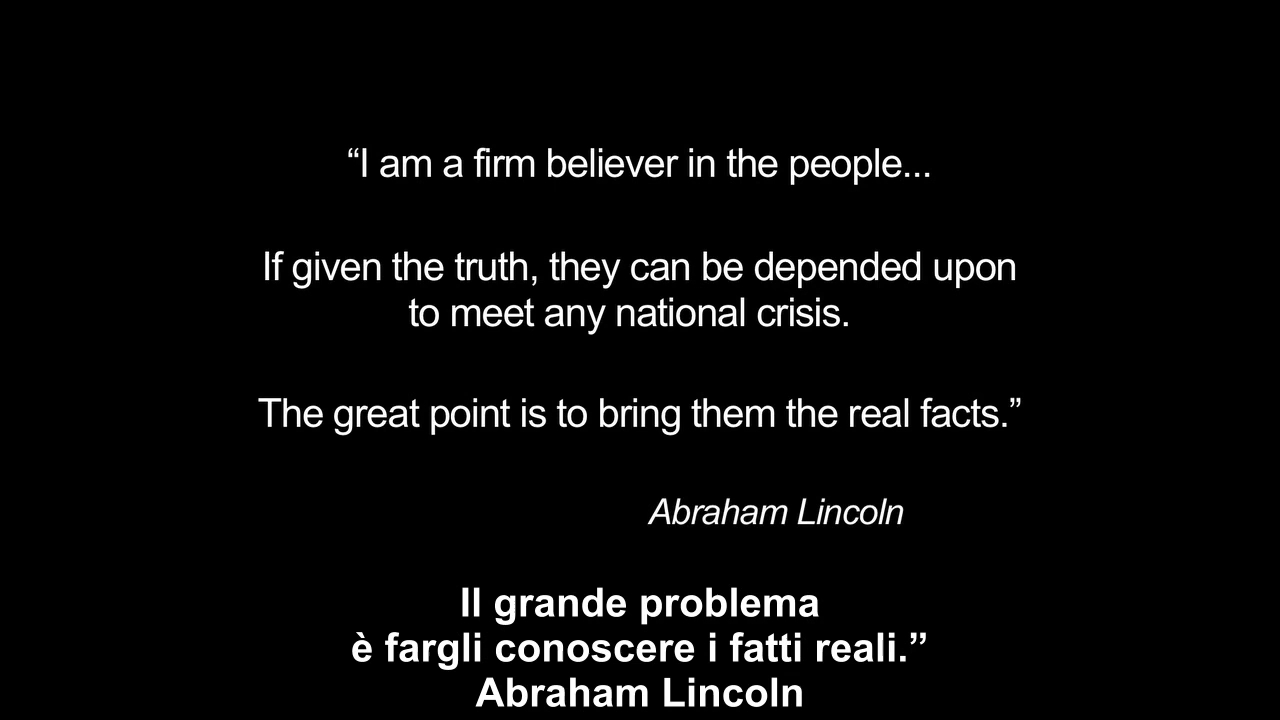 “I am a firm believer in the people...
If given the truth, they can be depended upon
to meet any national crisis.
The great point is to bring them the real facts.”
Abraham Lincoln
Il grande problema
è fargli conoscere i fatti reali.”
Abraham Lincoln